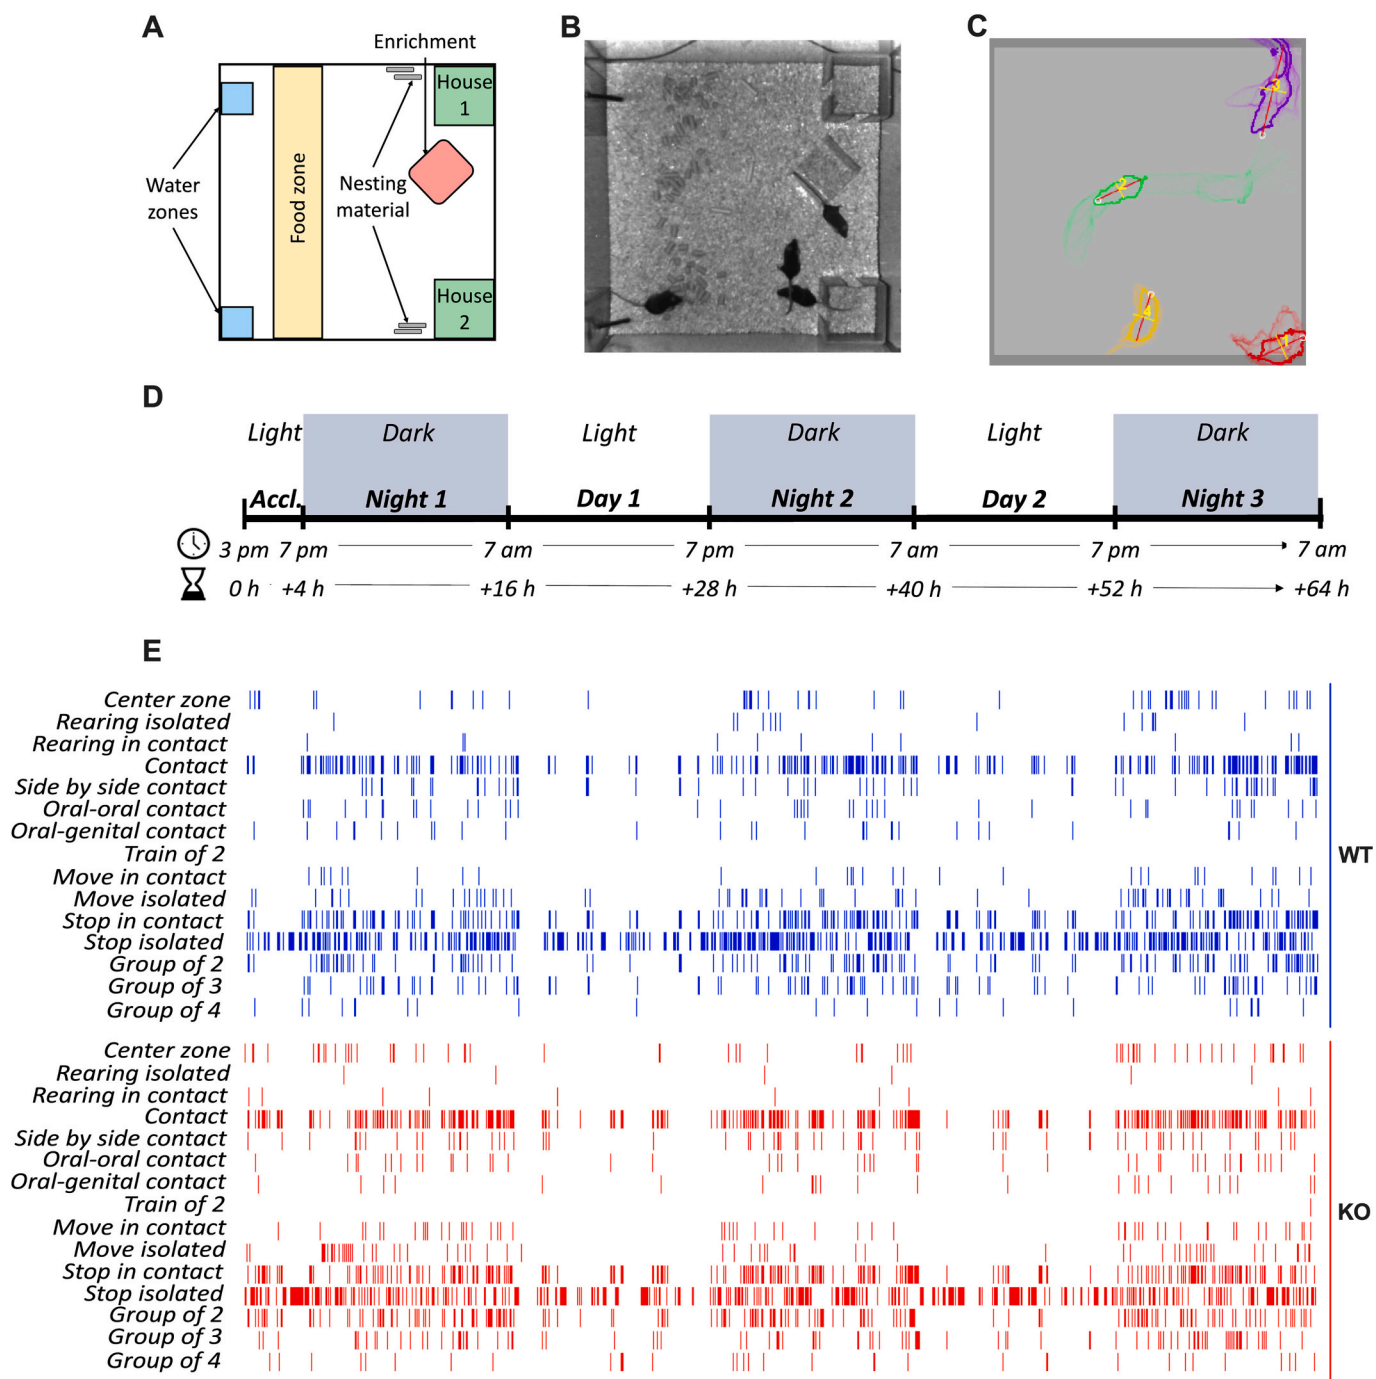 A
Enrichment
House
1
Water
zones
Food zone
Nesting
material
House
2
B
C
3
2
4
1
D
Light
Dark
Light
Dark
Light
Dark
Accl.
Night 1
Day 1
Night 2
Day 2
Night 3
3 pm 7 pm 7 am 7 pm 7 am 7 pm 7 am
0 h +4 h +16 h +28 h +40 h +52 h +64 h
E
Center zone
Rearing isolated
Rearing in contact
Contact
Side by side contact
Oral-oral contact
Oral-genital contact
Train of 2
Move in contact
Move isolated
Stop in contact
Stop isolated
Group of 2
Group of 3
Group of 4
WT
Center zone
Rearing isolated
Rearing in contact
Contact
Side by side contact
Oral-oral contact
Oral-genital contact
Train of 2
Move in contact
Move isolated
Stop in contact
Stop isolated
Group of 2
Group of 3
Group of 4
KO